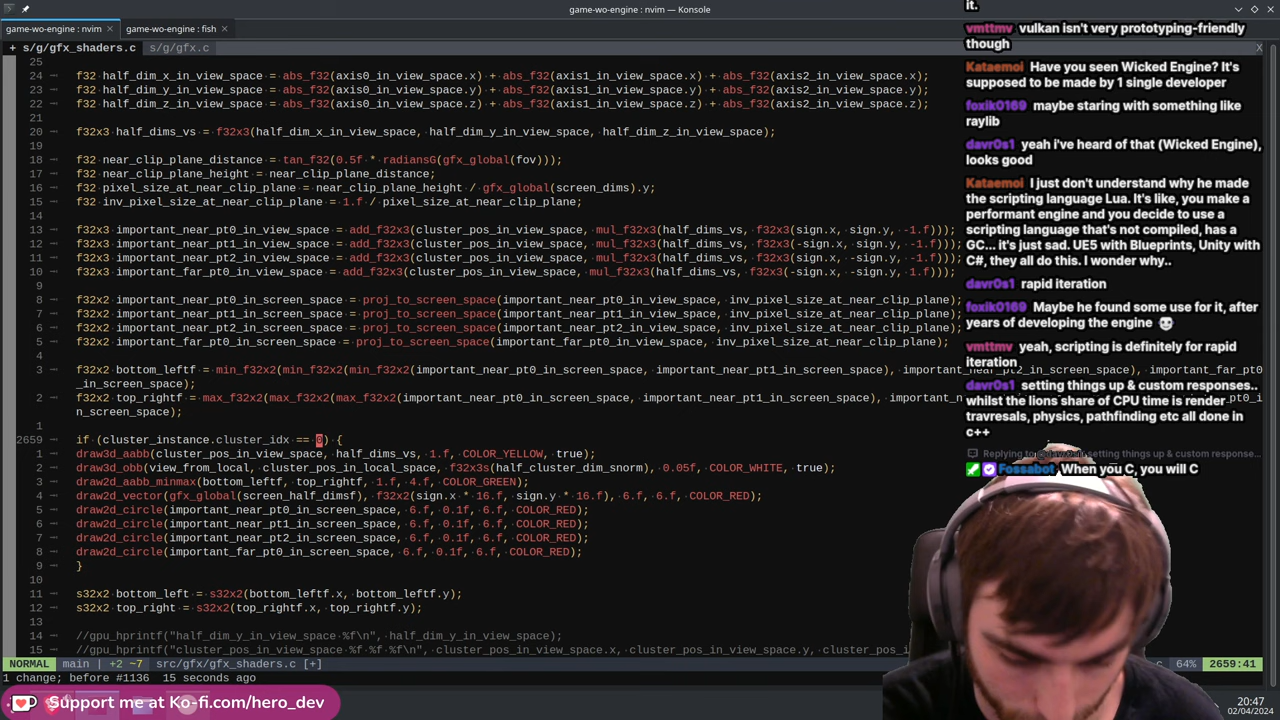 game-wo-engine : nvim — Konsole
game-wo-engine : nvim × game-wo-engine : fish ×
+ s/g/gfx_shaders.c s/g/gfx.c X
25
24 f32 half_dim_x_in_view_space = abs_f32(axis0_in_view_space.x) + abs_f32(axis1_in_view_space.x) + abs_f32(axis2_in_view_space.x);
23 f32 half_dim_y_in_view_space = abs_f32(axis0_in_view_space.y) + abs_f32(axis1_in_view_space.y) + abs_f32(axis2_in_view_space.y);
22 f32 half_dim_z_in_view_space = abs_f32(axis0_in_view_space.z) + abs_f32(axis1_in_view_space.z) + abs_f32(axis2_in_view_space.z);
21
20 f32x3 half_dims_vs = f32x3(half_dim_x_in_view_space, half_dim_y_in_view_space, half_dim_z_in_view_space);
19
18 f32 near_clip_plane_distance = tan_f32(0.5f * radiansG(gfx_global(fov)));
17 f32 near_clip_plane_height = near_clip_plane_distance;
16 f32 pixel_size_at_near_clip_plane = near_clip_plane_height / gfx_global(screen_dims).y;
15 f32 inv_pixel_size_at_near_clip_plane = 1.f / pixel_size_at_near_clip_plane;
14
13 f32x3 important_near_pt0_in_view_space = add_f32x3(cluster_pos_in_view_space, mul_f32x3(half_dims_vs, f32x3(sign.x, sign.y, -1.f)));
12 f32x3 important_near_pt1_in_view_space = add_f32x3(cluster_pos_in_view_space, mul_f32x3(half_dims_vs, f32x3(-sign.x, sign.y, -1.f)));
11 f32x3 important_near_pt2_in_view_space = add_f32x3(cluster_pos_in_view_space, mul_f32x3(half_dims_vs, f32x3(sign.x, -sign.y, -1.f)));
10 f32x3 important_far_pt0_in_view_space = add_f32x3(cluster_pos_in_view_space, mul_f32x3(half_dims_vs, f32x3(-sign.x, -sign.y, 1.f)));
9
8 f32x2 important_near_pt0_in_screen_space = proj_to_screen_space(important_near_pt0_in_view_space, inv_pixel_size_at_near_clip_plane);
7 f32x2 important_near_pt1_in_screen_space = proj_to_screen_space(important_near_pt1_in_view_space, inv_pixel_size_at_near_clip_plane);
6 f32x2 important_near_pt2_in_screen_space = proj_to_screen_space(important_near_pt2_in_view_space, inv_pixel_size_at_near_clip_plane);
5 f32x2 important_far_pt0_in_screen_space = proj_to_screen_space(important_far_pt0_in_view_space, inv_pixel_size_at_near_clip_plane);
4
3 f32x2 bottom_leftf = min_f32x2(min_f32x2(min_f32x2(important_near_pt0_in_screen_space, important_near_pt1_in_screen_space), important_near_pt2_in_screen_space), important_far_pt0
_in_screen_space);
2 f32x2 top_rightf = max_f32x2(max_f32x2(max_f32x2(important_near_pt0_in_screen_space, important_near_pt1_in_screen_space), important_n
n_screen_space);
1
2659 if (cluster_instance.cluster_idx == 0) {
1 draw3d_aabb(cluster_pos_in_view_space, half_dims_vs, 1.f, COLOR_YELLOW, true);
2 draw3d_obb(view_from_local, cluster_pos_in_local_space, f32x3s(half_cluster_dim_snorm), 0.05f, COLOR_WHITE, true);
3 draw2d_aabb_minmax(bottom_leftf, top_rightf, 1.f, 4.f, COLOR_GREEN);
4 draw2d_vector(gfx_global(screen_half_dimsf), f32x2(sign.x * 16.f, sign.y * 16.f), 6.f, 6.f, COLOR_RED);
5 draw2d_circle(important_near_pt0_in_screen_space, 6.f, 0.1f, 6.f, COLOR_RED);
6 draw2d_circle(important_near_pt1_in_screen_space, 6.f, 0.1f, 6.f, COLOR_RED);
7 draw2d_circle(important_near_pt2_in_screen_space, 6.f, 0.1f, 6.f, COLOR_RED);
8 draw2d_circle(important_far_pt0_in_screen_space, 6.f, 0.1f, 6.f, COLOR_RED);
9 }
10
11 s32x2 bottom_left = s32x2(bottom_leftf.x, bottom_leftf.y);
12 s32x2 top_right = s32x2(top_rightf.x, top_rightf.y);
13
14 //gpu_hprintf("half_dim_y_in_view_space %f\n", half_dim_y_in_view_space);
15 //gpu_hprintf("cluster_pos_in_view_space %f %f %f\n", cluster_pos_in_view_space.x, cluster_pos_in_view_space.y, cluster_pos_i
NORMAL main | +2 ~7 src/gfx/gfx_shaders.c [+] c 64% 2659:41
1 change; before #1136 15 seconds ago
Support me at Ko-fi.com/hero_dev
it.
vmttmv vulkan isn't very prototyping-friendly
though
Kataemoi Have you seen Wicked Engine? It's
supposed to be made by 1 single developer
foxik0169 maybe staring with something like
raylib
davr0s1 yeah i've heard of that (Wicked Engine),
looks good
Kataemoi I just don't understand why he made
the scripting language Lua. It's like, you make a
performant engine and you decide to use a
scripting language that's not compiled, has a
GC... it's just sad. UE5 with Blueprints, Unity with
C#, they all do this. I wonder why..
davr0s1 rapid iteration
foxik0169 Maybe he found some use for it, after
years of developing the engine
vmttmv yeah, scripting is definitely for rapid
iteration
davr0s1 setting things up & custom responses..
whilst the lions share of CPU time is render
travresals, physics, pathfinding etc all done in
c++
Replying to @davr0s1: setting things up & custom response...
Fossabot When you C, you will C
20:47
02/04/2024